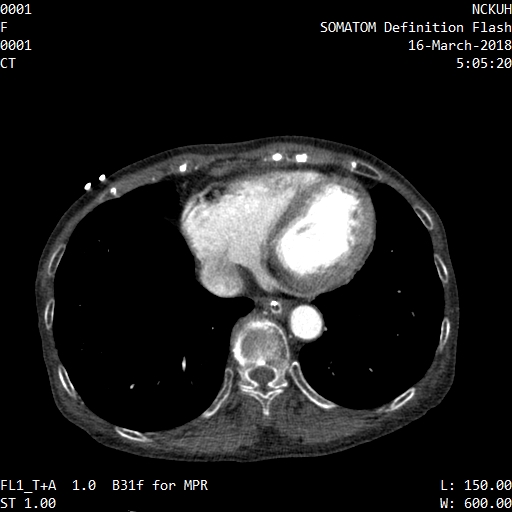 0001
NCKUH
F
SOMATOM Definition Flash
0001
16-March-2018
CT
5:05:20
FL1_T+A 1.0 B31f for MPR
L: 150.00
ST 1.00
W: 600.00